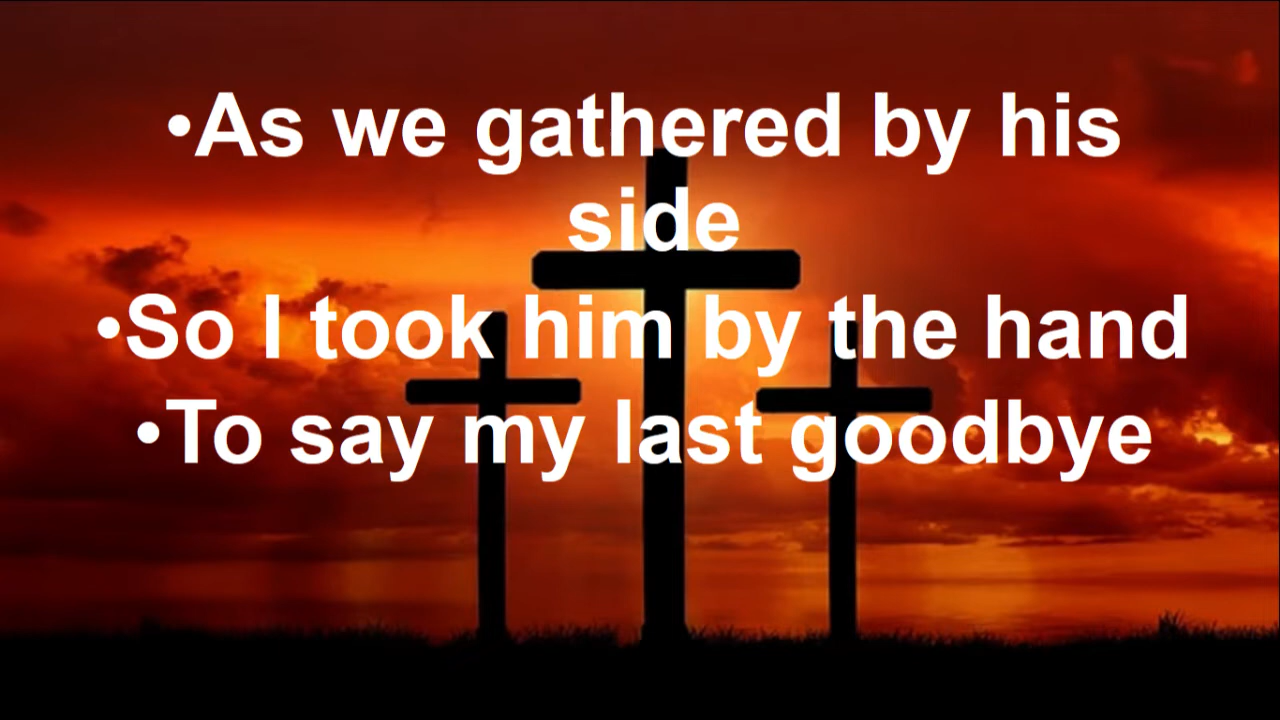 •As we gathered by his
side
•So I took him by the hand
•To say my last goodbye